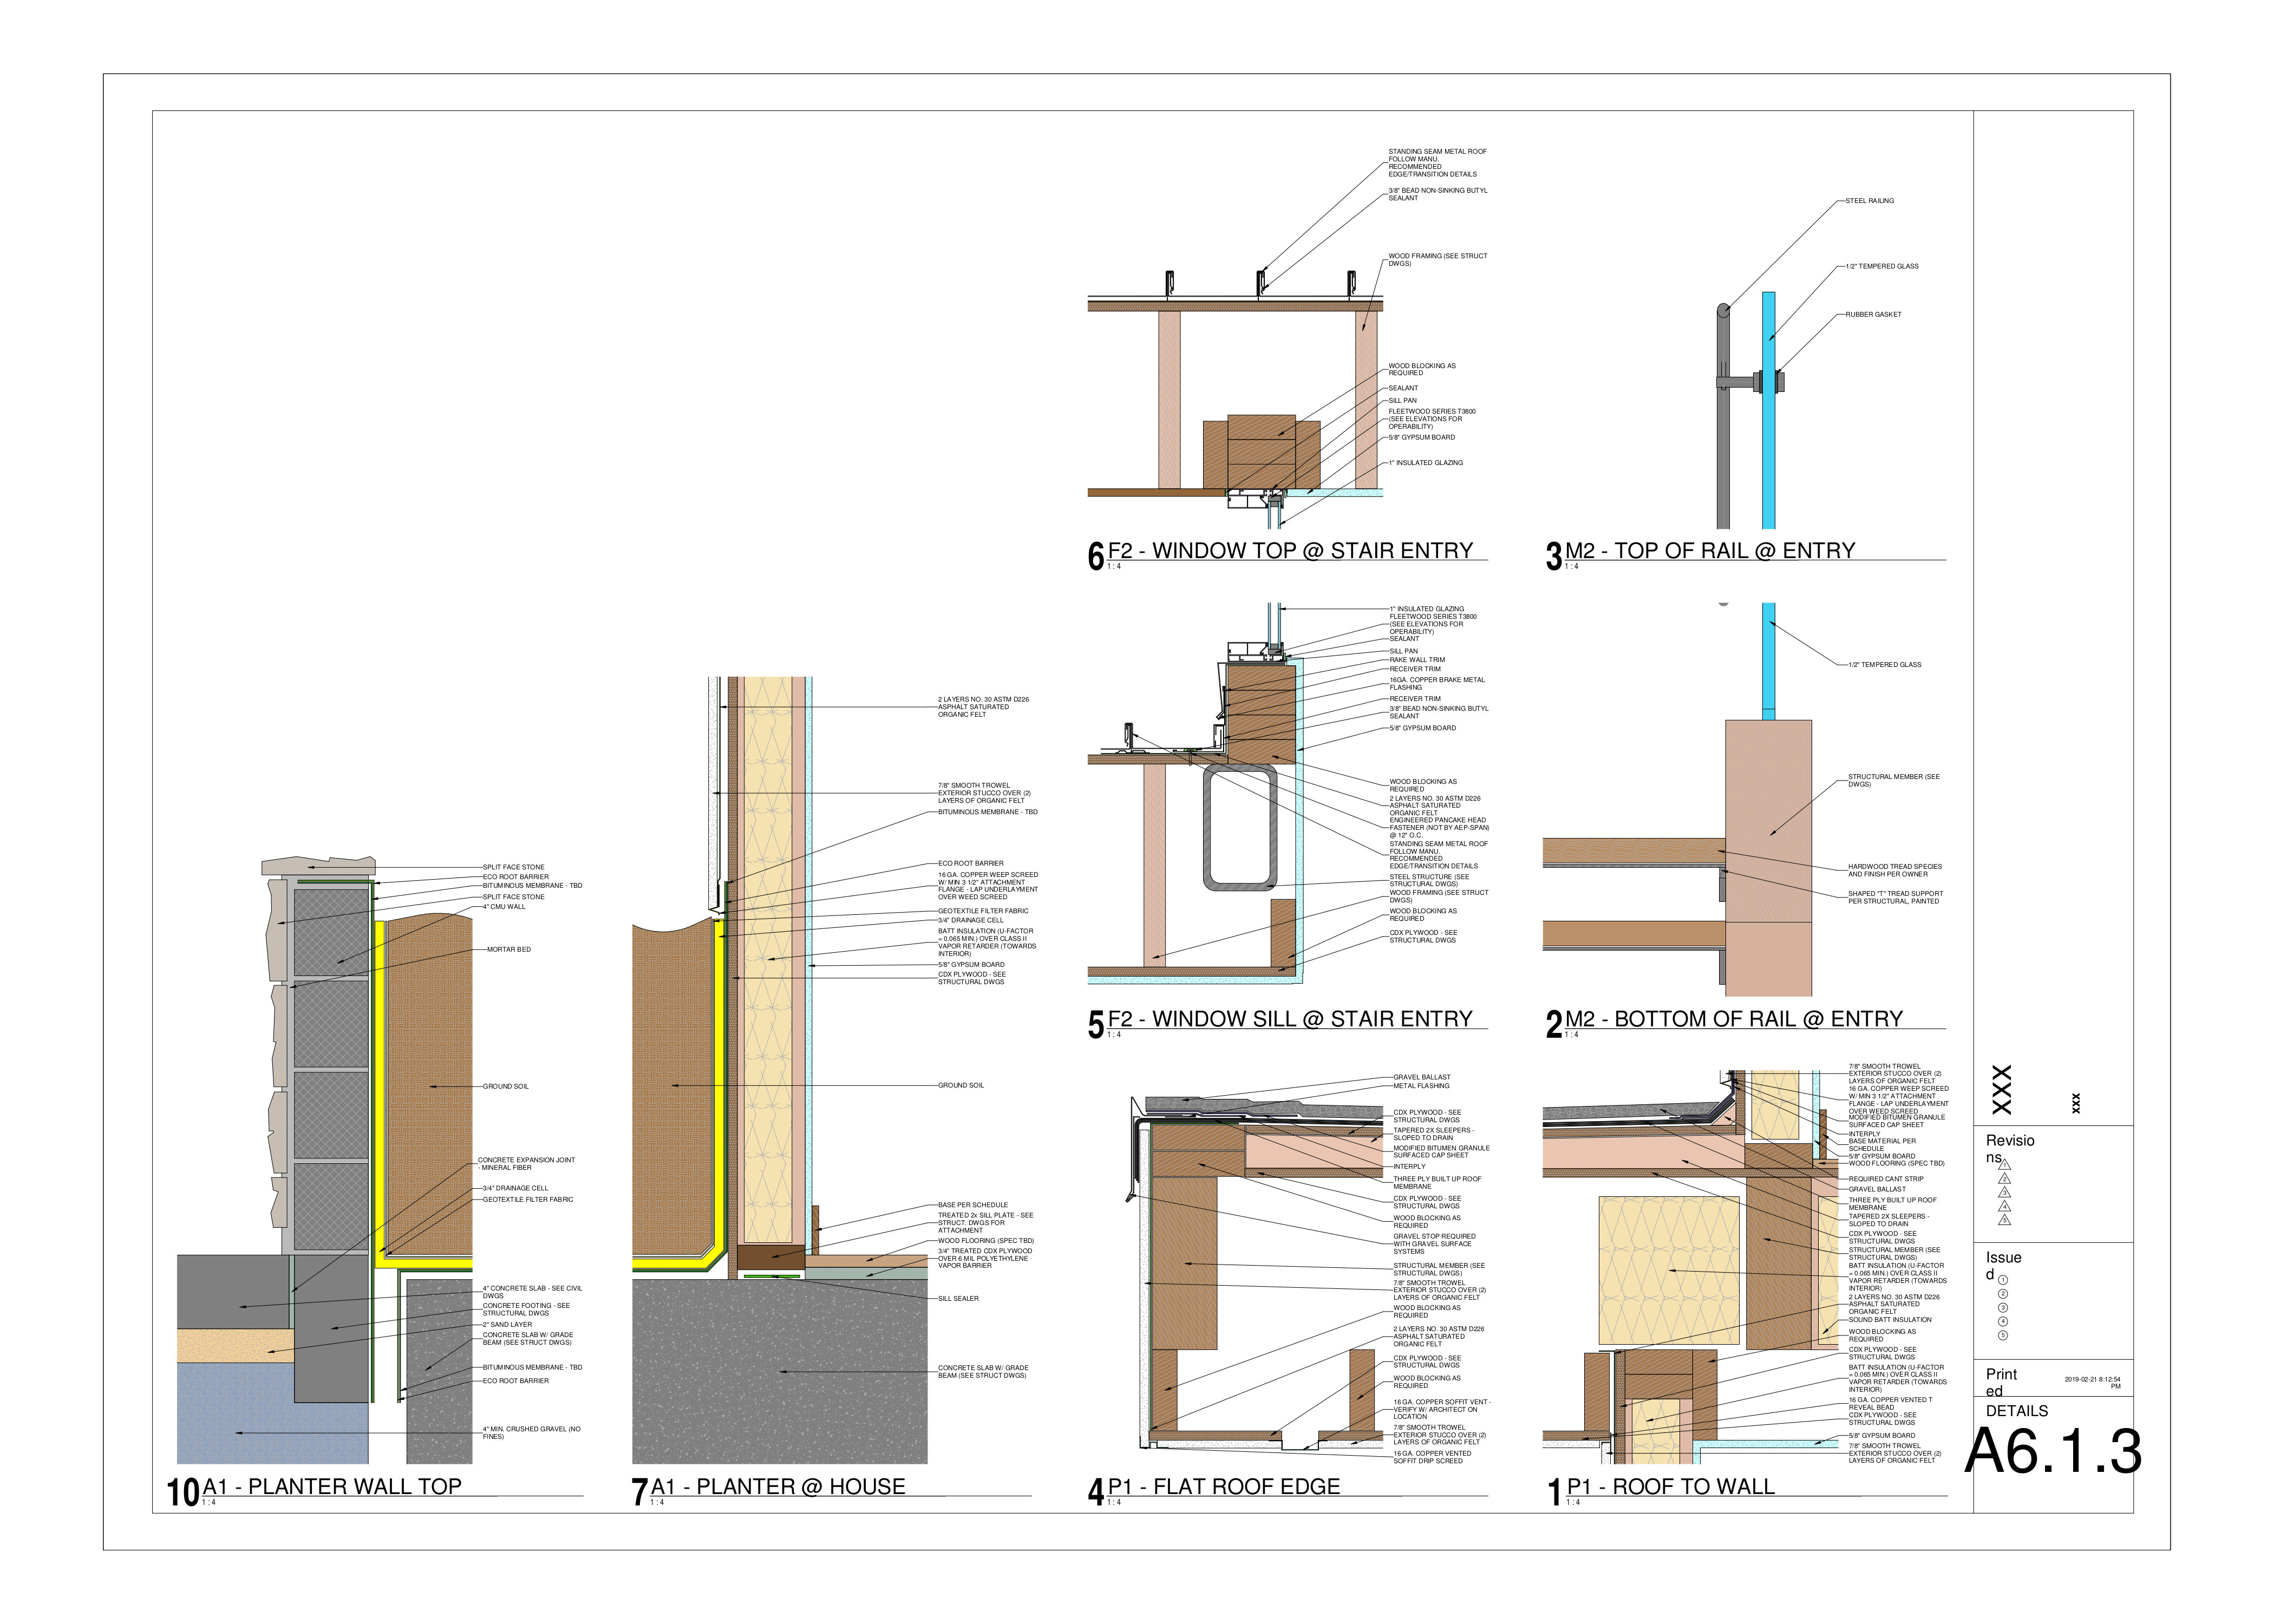 STANDING SEAM METAL ROOF
FOLLOW MANU.
RECOMMENDED
EDGE/TRANSITION DETAILS
3/8" BEAD NON-SINKING BUTYL
SEALANT
WOOD FRAMING (SEE STRUCT
DWGS)
WOOD BLOCKING AS
REQUIRED
SEALANT
SILL PAN
FLEETWOOD SERIES T3800
(SEE ELEVATIONS FOR
OPERABILITY)
5/8" GYPSUM BOARD
1" INSULATED GLAZING
6 F2 - WINDOW TOP @ STAIR ENTRY
1 : 4
STEEL RAILING
1/2" TEMPERED GLASS
RUBBER GASKET
3 M2 - TOP OF RAIL @ ENTRY
1 : 4
1" INSULATED GLAZING
FLEETWOOD SERIES T3800
(SEE ELEVATIONS FOR
OPERABILITY)
SEALANT
SILL PAN
RAKE WALL TRIM
RECEIVER TRIM
16GA. COPPER BRAKE METAL
FLASHING
RECEIVER TRIM
3/8" BEAD NON-SINKING BUTYL
SEALANT
5/8" GYPSUM BOARD
WOOD BLOCKING AS
REQUIRED
2 LAYERS NO. 30 ASTM D226
ASPHALT SATURATED
ORGANIC FELT
ENGINEERED PANCAKE HEAD
FASTENER (NOT BY AEP-SPAN)
@ 12" O.C.
STANDING SEAM METAL ROOF
FOLLOW MANU.
RECOMMENDED
EDGE/TRANSITION DETAILS
STEEL STRUCTURE (SEE
STRUCTURAL DWGS)
WOOD FRAMING (SEE STRUCT
DWGS)
WOOD BLOCKING AS
REQUIRED
CDX PLYWOOD - SEE
STRUCTURAL DWGS
5 F2 - WINDOW SILL @ STAIR ENTRY
1 : 4
1/2" TEMPERED GLASS
STRUCTURAL MEMBER (SEE
DWGS)
HARDWOOD TREAD SPECIES
AND FINISH PER OWNER
SHAPED "T" TREAD SUPPORT
PER STRUCTURAL, PAINTED
2 M2 - BOTTOM OF RAIL @ ENTRY
1 : 4
SPLIT FACE STONE
ECO ROOT BARRIER
BITUMINOUS MEMBRANE - TBD
SPLIT FACE STONE
4" CMU WALL
MORTAR BED
GROUND SOIL
CONCRETE EXPANSION JOINT
- MINERAL FIBER
3/4" DRAINAGE CELL
GEOTEXTILE FILTER FABRIC
4" CONCRETE SLAB - SEE CIVIL
DWGS
CONCRETE FOOTING - SEE
STRUCTURAL DWGS
2" SAND LAYER
CONCRETE SLAB W/ GRADE
BEAM (SEE STRUCT DWGS)
BITUMINOUS MEMBRANE - TBD
ECO ROOT BARRIER
4" MIN. CRUSHED GRAVEL (NO
FINES)
10 A1 - PLANTER WALL TOP
1 : 4
2 LAYERS NO. 30 ASTM D226
ASPHALT SATURATED
ORGANIC FELT
7/8" SMOOTH TROWEL
EXTERIOR STUCCO OVER (2)
LAYERS OF ORGANIC FELT
BITUMINOUS MEMBRANE - TBD
ECO ROOT BARRIER
16 GA. COPPER WEEP SCREED
W/ MIN 3 1/2" ATTACHMENT
FLANGE - LAP UNDERLAYMENT
OVER WEED SCREED
GEOTEXTILE FILTER FABRIC
3/4" DRAINAGE CELL
BATT INSULATION (U-FACTOR
= 0.065 MIN.) OVER CLASS II
VAPOR RETARDER (TOWARDS
INTERIOR)
5/8" GYPSUM BOARD
CDX PLYWOOD - SEE
STRUCTURAL DWGS
GROUND SOIL
BASE PER SCHEDULE
TREATED 2x SILL PLATE - SEE
STRUCT. DWGS FOR
ATTACHMENT
WOOD FLOORING (SPEC TBD)
3/4" TREATED CDX PLYWOOD
OVER 6 MIL POLYETHYLENE
VAPOR BARRIER
SILL SEALER
CONCRETE SLAB W/ GRADE
BEAM (SEE STRUCT DWGS)
7 A1 - PLANTER @ HOUSE
1 : 4
GRAVEL BALLAST
METAL FLASHING
CDX PLYWOOD - SEE
STRUCTURAL DWGS
TAPERED 2X SLEEPERS -
SLOPED TO DRAIN
MODIFIED BITUMEN GRANULE
SURFACED CAP SHEET
INTERPLY
THREE PLY BUILT UP ROOF
MEMBRANE
CDX PLYWOOD - SEE
STRUCTURAL DWGS
WOOD BLOCKING AS
REQUIRED
GRAVEL STOP REQUIRED
WITH GRAVEL SURFACE
SYSTEMS
STRUCTURAL MEMBER (SEE
STRUCTURAL DWGS)
7/8" SMOOTH TROWEL
EXTERIOR STUCCO OVER (2)
LAYERS OF ORGANIC FELT
WOOD BLOCKING AS
REQUIRED
2 LAYERS NO. 30 ASTM D226
ASPHALT SATURATED
ORGANIC FELT
CDX PLYWOOD - SEE
STRUCTURAL DWGS
WOOD BLOCKING AS
REQUIRED
16 GA. COPPER SOFFIT VENT -
VERIFY W/ ARCHITECT ON
LOCATION
7/8" SMOOTH TROWEL
EXTERIOR STUCCO OVER (2)
LAYERS OF ORGANIC FELT
16 GA. COPPER VENTED
SOFFIT DRIP SCREED
4 P1 - FLAT ROOF EDGE
1 : 4
7/8" SMOOTH TROWEL
EXTERIOR STUCCO OVER (2)
LAYERS OF ORGANIC FELT
16 GA. COPPER WEEP SCREED
W/ MIN 3 1/2" ATTACHMENT
FLANGE - LAP UNDERLAYMENT
OVER WEED SCREED
MODIFIED BITUMEN GRANULE
SURFACED CAP SHEET
INTERPLY
BASE MATERIAL PER
SCHEDULE
5/8" GYPSUM BOARD
WOOD FLOORING (SPEC TBD)
REQUIRED CANT STRIP
GRAVEL BALLAST
THREE PLY BUILT UP ROOF
MEMBRANE
TAPERED 2X SLEEPERS -
SLOPED TO DRAIN
CDX PLYWOOD - SEE
STRUCTURAL DWGS
STRUCTURAL MEMBER (SEE
STRUCTURAL DWGS)
BATT INSULATION (U-FACTOR
= 0.065 MIN.) OVER CLASS II
VAPOR RETARDER (TOWARDS
INTERIOR)
2 LAYERS NO. 30 ASTM D226
ASPHALT SATURATED
ORGANIC FELT
SOUND BATT INSULATION
WOOD BLOCKING AS
REQUIRED
CDX PLYWOOD - SEE
STRUCTURAL DWGS
BATT INSULATION (U-FACTOR
= 0.065 MIN.) OVER CLASS II
VAPOR RETARDER (TOWARDS
INTERIOR)
16 GA. COPPER VENTED T
REVEAL BEAD
CDX PLYWOOD - SEE
STRUCTURAL DWGS
5/8" GYPSUM BOARD
7/8" SMOOTH TROWEL
EXTERIOR STUCCO OVER (2)
LAYERS OF ORGANIC FELT
1 P1 - ROOF TO WALL
1 : 4
XXX
XXX
Revisio
ns
1
2
3
4
5
Issue
d
1
2
3
4
5
Print
ed
2019-02-21 8:12:54
PM
DETAILS
A6.1.3